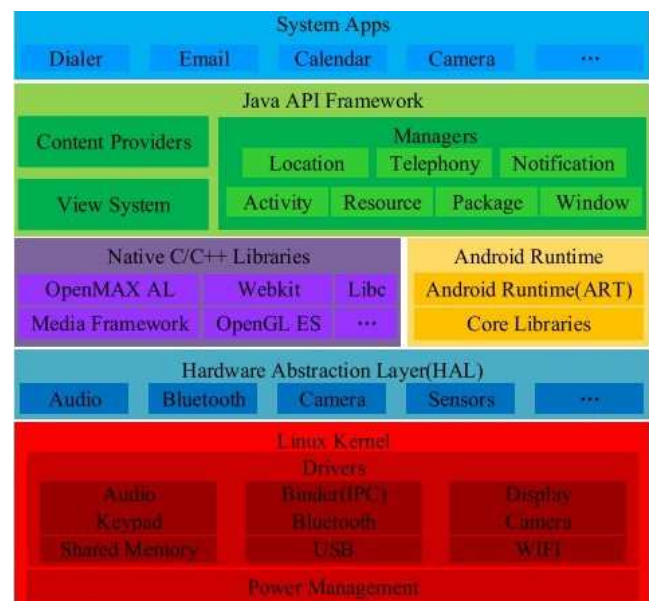 System Apps
Dialer Email Calendar Camera ...
Java API Framework
Content Providers
View System
Managers
Location Telephony Notification
Activity Resource Package Window
Native C/C++ Libraries
OpenMAX AL Webkit Libc
Media Framework OpenGL ES ...
Android Runtime
Android Runtime(ART)
Core Libraries
Hardware Abstraction Layer(HAL)
Audio Bluetooth Camera Sensors ...
Linux Kernel
Drivers
Audio Binder(IPC) Display
Keypad Bluetooth Camera
Shared Memory USB WIFI
Power Management